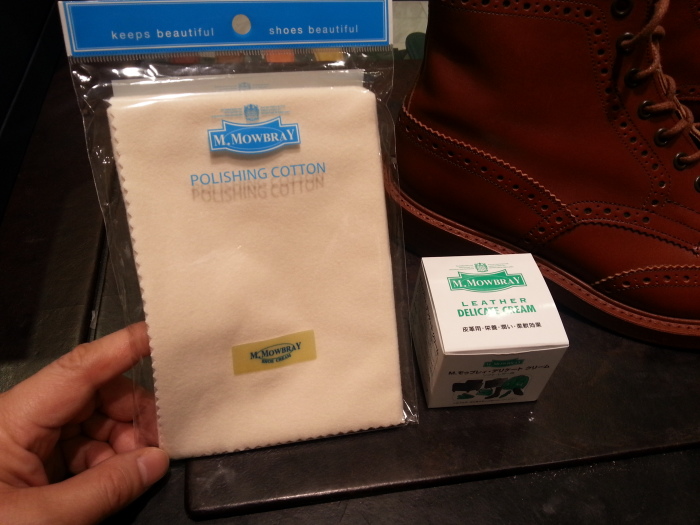 keeps beautiful shoes beautiful
M. MOWBRAY
POLISHING COTTON
M. MOWBRAY
M. MOWBRAY
LEATHER
DELICATE CREAM
皮革用・栄養・潤い・柔軟効果
M.モゥブレィ・デリケートクリーム